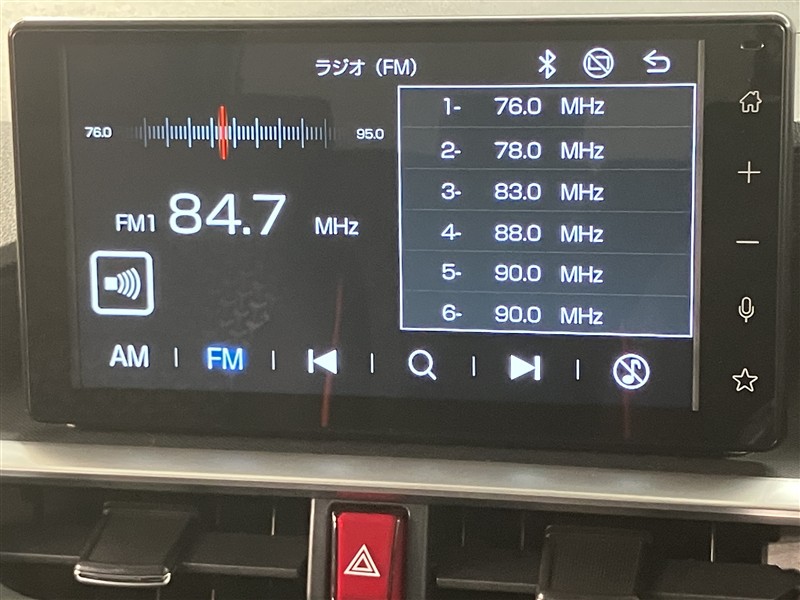 ラジオ (FM)
76.0
95.0
FM1 84.7 MHz
1- 76.0 MHz
2- 78.0 MHz
3- 83.0 MHz
4- 88.0 MHz
5- 90.0 MHz
6- 90.0 MHz
AM | FM | | | |